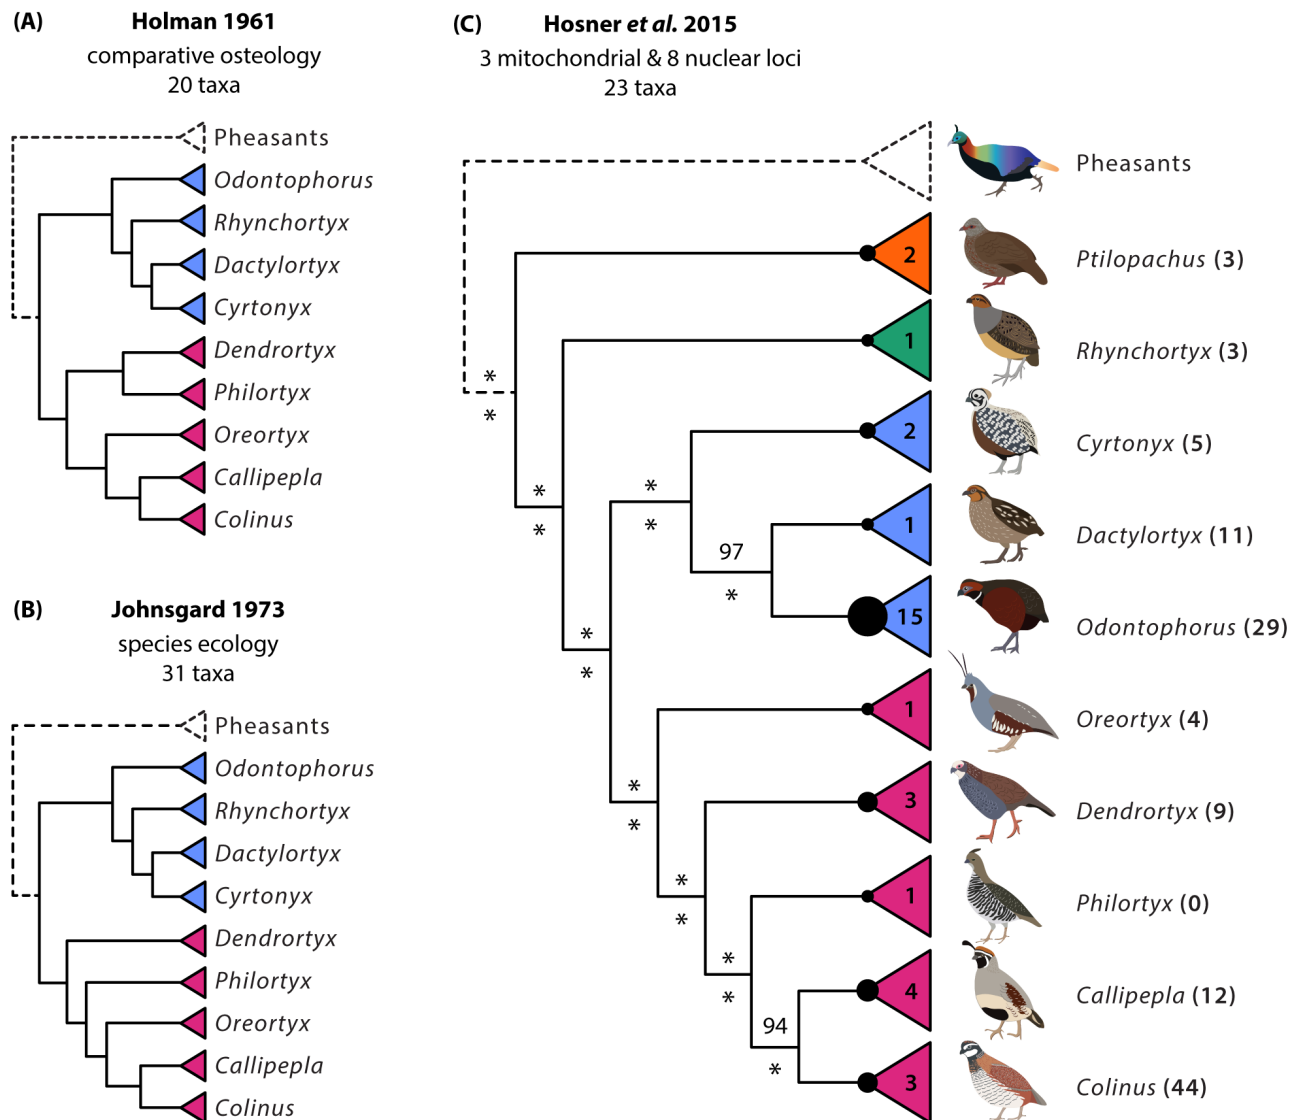 (A) Holman 1961
comparative osteology
20 taxa
Pheasants
Odontophorus
Rhynchortyx
Dactylortyx
Cyrtonyx
Dendrortyx
Philortyx
Oreortyx
Callipepla
Colinus
(B) Johnsgard 1973
species ecology
31 taxa
Pheasants
Odontophorus
Rhynchortyx
Dactylortyx
Cyrtonyx
Dendrortyx
Philortyx
Oreortyx
Callipepla
Colinus
(C) Hosner et al. 2015
3 mitochondrial & 8 nuclear loci
23 taxa
Pheasants
2 Ptilopachus (3)
*
*
1 Rhynchortyx (3)
*
*
2 Cyrtonyx (5)
*
*
1 Dactylortyx (11)
97
*
15 Odontophorus (29)
*
*
1 Oreortyx (4)
*
*
3 Dendrortyx (9)
*
*
1 Philortyx (0)
*
*
4 Callipepla (12)
94
*
3 Colinus (44)